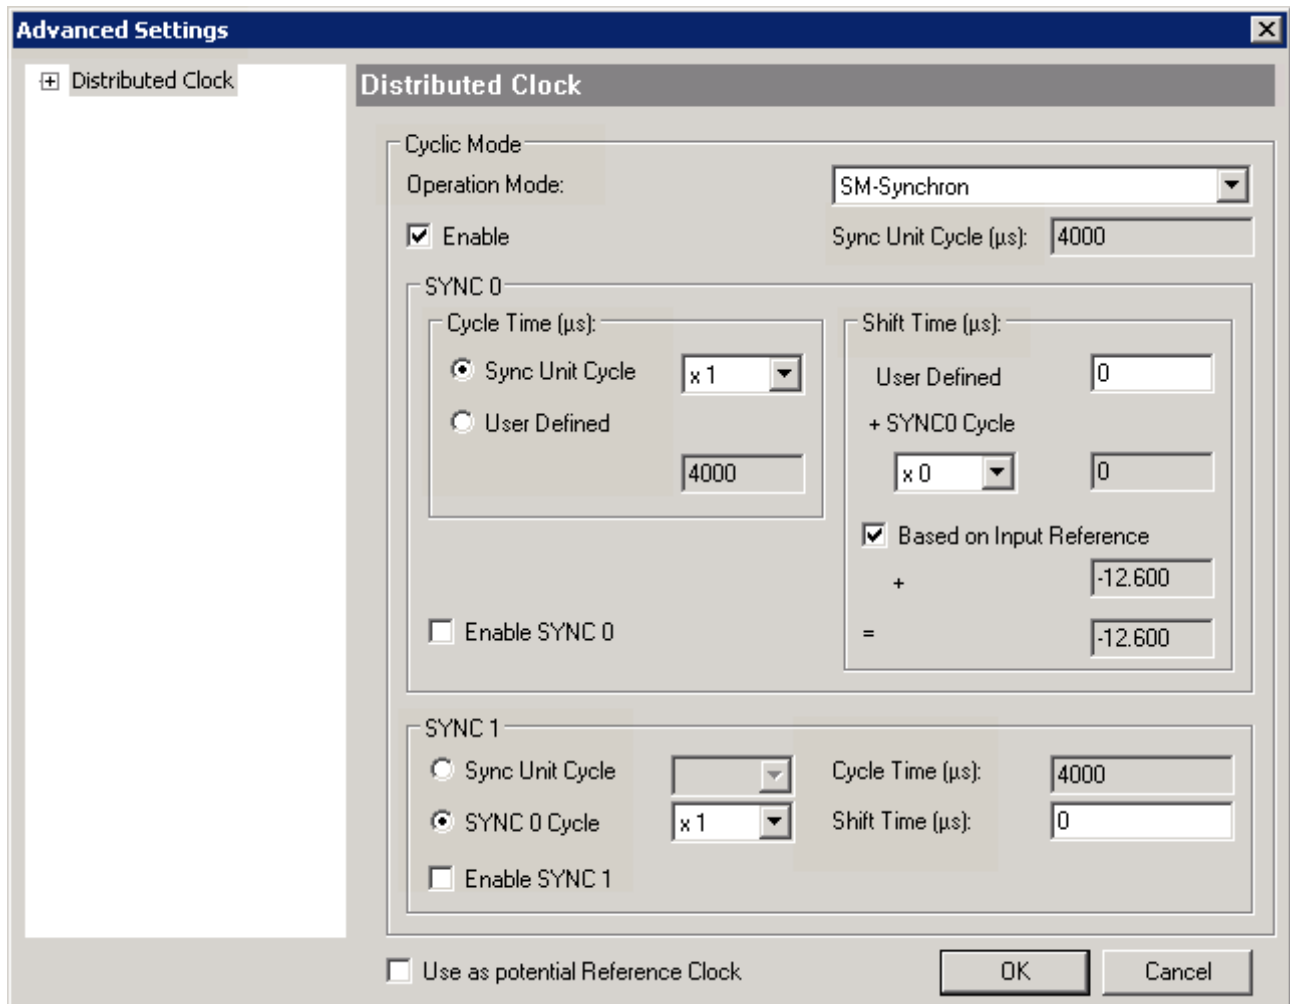 Advanced Settings
Distributed Clock
Distributed Clock
Cyclic Mode
Operation Mode: SM-Synchron
Enable Sync Unit Cycle (µs): 4000
SYNC 0
Cycle Time (µs):
Sync Unit Cycle x 1
User Defined
4000
Enable SYNC 0
Shift Time (µs):
User Defined 0
+ SYNC0 Cycle
x 0 0
Based on Input Reference
+ -12.600
= -12.600
SYNC 1
Sync Unit Cycle Cycle Time (µs): 4000
SYNC 0 Cycle x 1 Shift Time (µs): 0
Enable SYNC 1
Use as potential Reference Clock OK Cancel